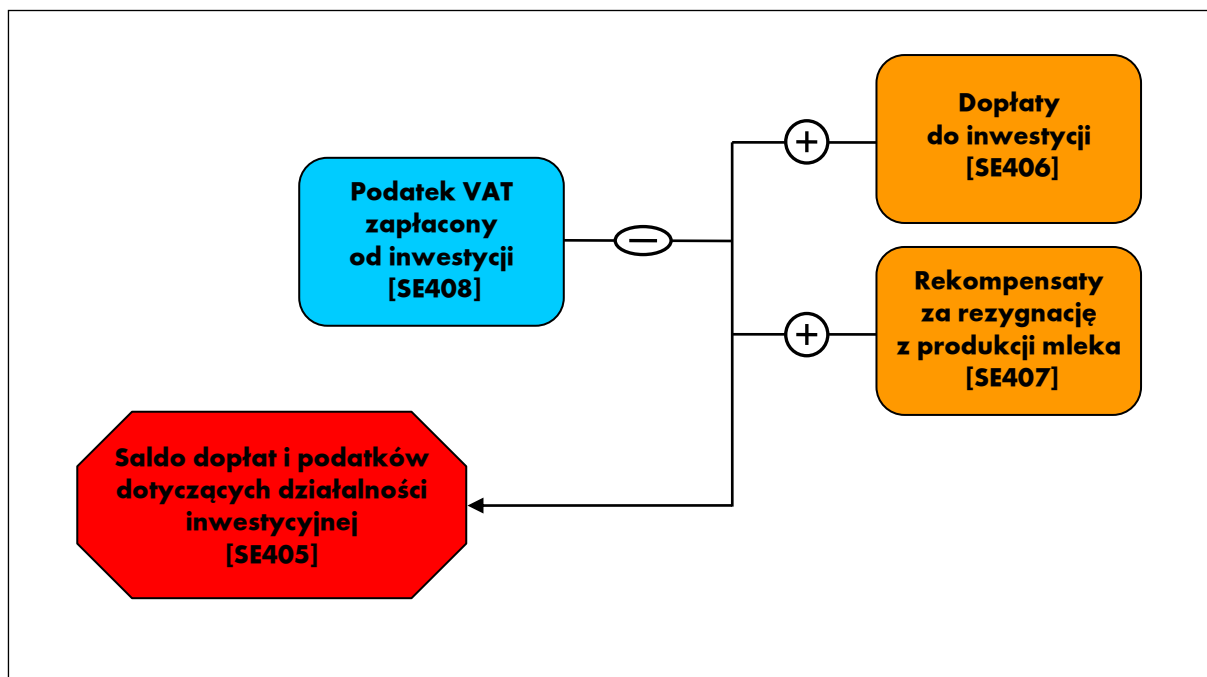 Dopłaty
do inwestycji
[SE406]
+
Podatek VAT
zapłacony
od inwestycji
[SE408]
−
Rekompensaty
za rezygnację
z produkcji mleka
[SE407]
+
Saldo dopłat i podatków
dotyczących działalności
inwestycyjnej
[SE405]